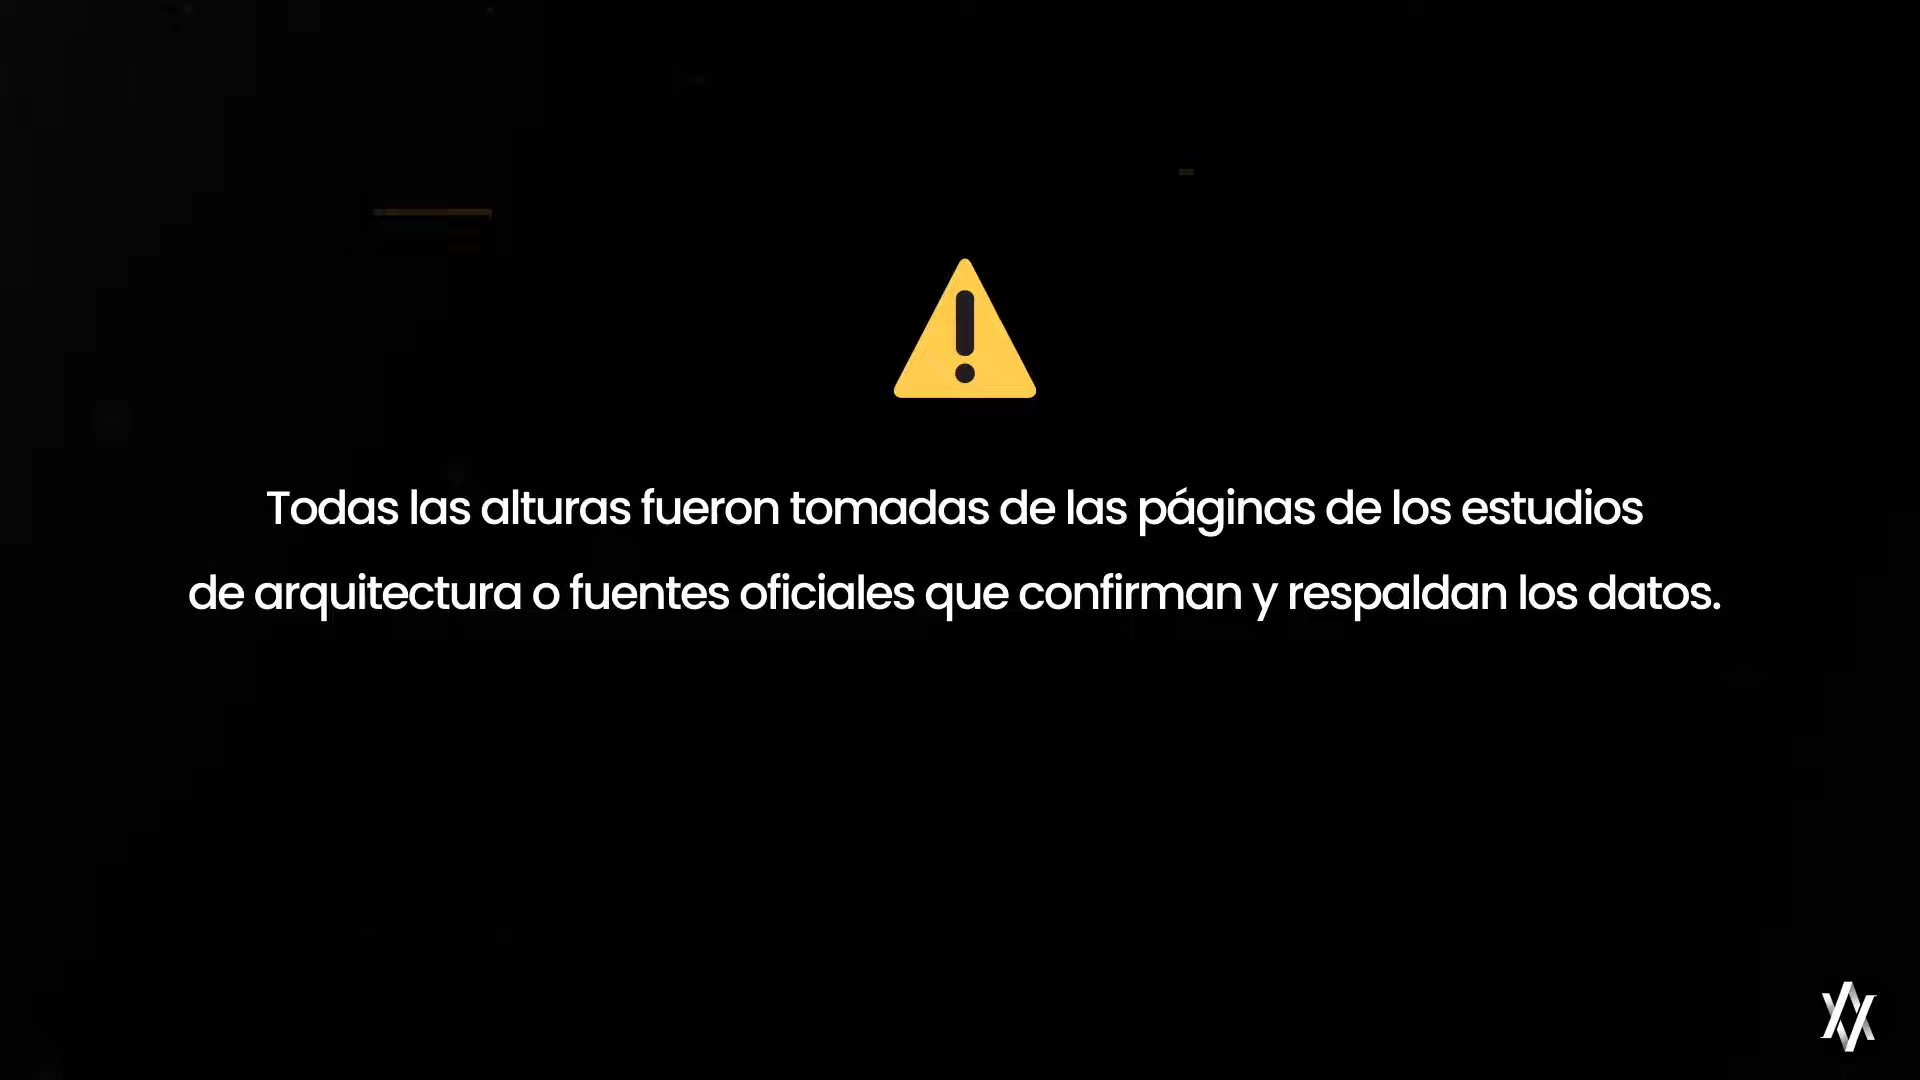 Todas las alturas fueron tomadas de las páginas de los estudios
de arquitectura o fuentes oficiales que confirman y respaldan los datos.